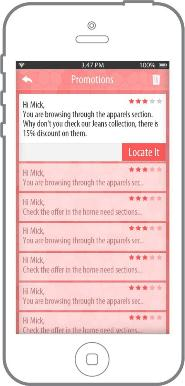 3.47 PM
100%
Promotions
Hi Mick,
You are browsing through the apparels section.
Why don't you check our Jeans collection, there is
15% discount on them.
Locate It
Hi Mick,
You are browsing through the apparels sec...
Hi Mick,
Check the offer in the home need sections...
Hi Mick,
You are browsing through the apparels sec...
Hi Mick,
Check the offer in the home need sections...
Hi Mick,
You are browsing through the apparels sec...
Hi Mick,
Check the offer in the home need sections...